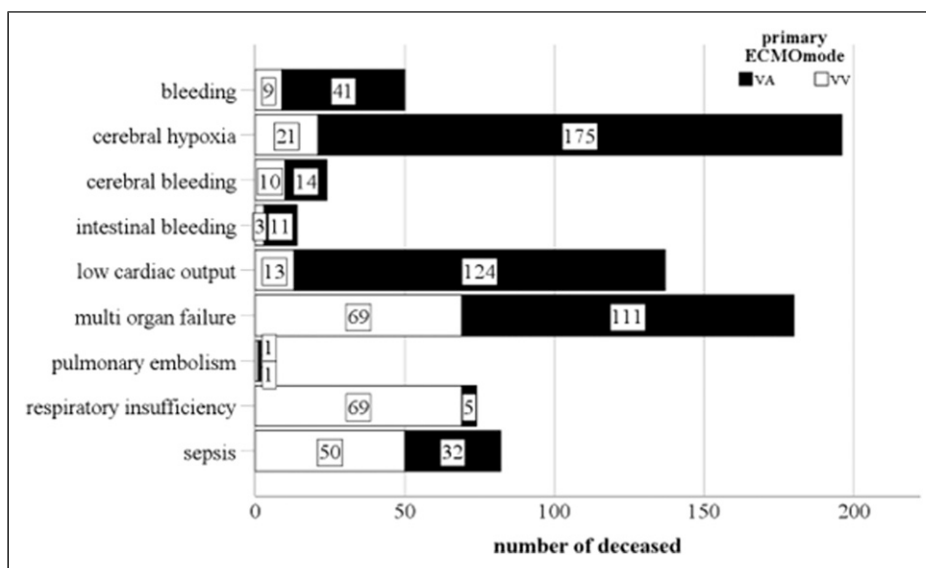 primary
ECMOmode
VA VV
bleeding 9 41
cerebral hypoxia 21 175
cerebral bleeding 10 14
intestinal bleeding 3 11
low cardiac output 13 124
multi organ failure 69 111
pulmonary embolism 1 1
respiratory insufficiency 69 5
sepsis 50 32
0 50 100 150 200
number of deceased